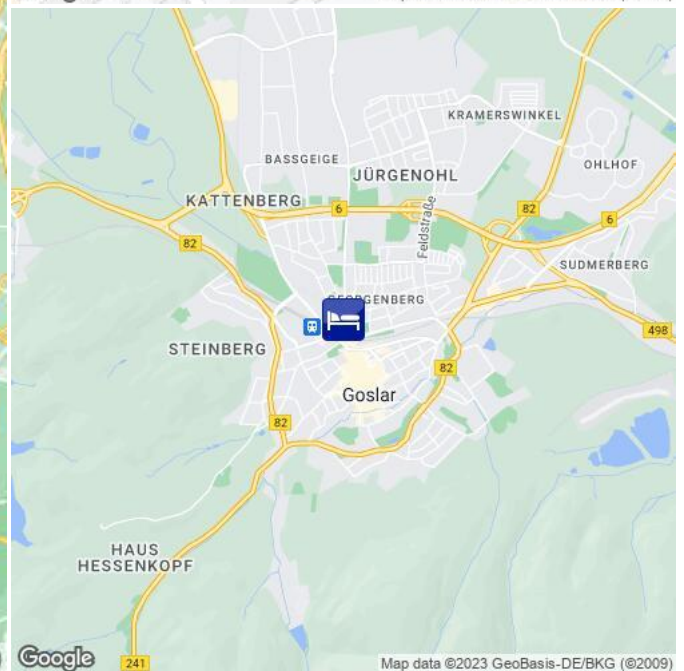 KRAMERSWINKEL
BASSGEIGE
OHLHOF
JÜRGENOHL
KATTENBERG
6
82
Feldstraße
6
82
SUDMERBERG
GEORGENBERG
498
STEINBERG
82
Goslar
82
HAUS
HESSENKOPF
241
Google
Map data ©2023 GeoBasis-DE/BKG (©2009)